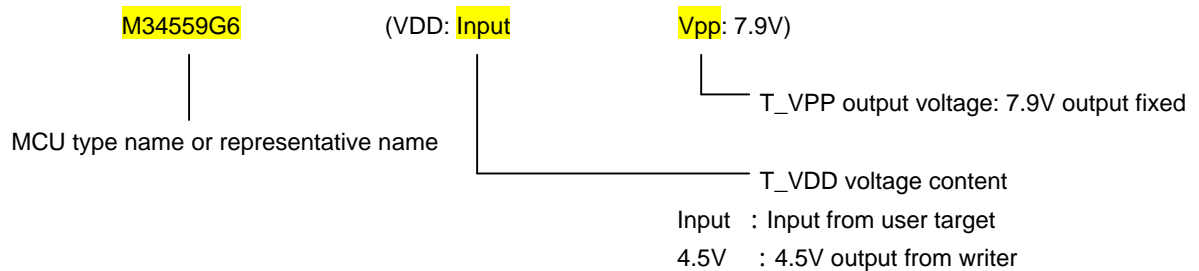 M34559G6 (VDD: Input Vpp: 7.9V)
T_VPP output voltage: 7.9V output fixed
MCU type name or representative name
T_VDD voltage content
Input : Input from user target
4.5V : 4.5V output from writer